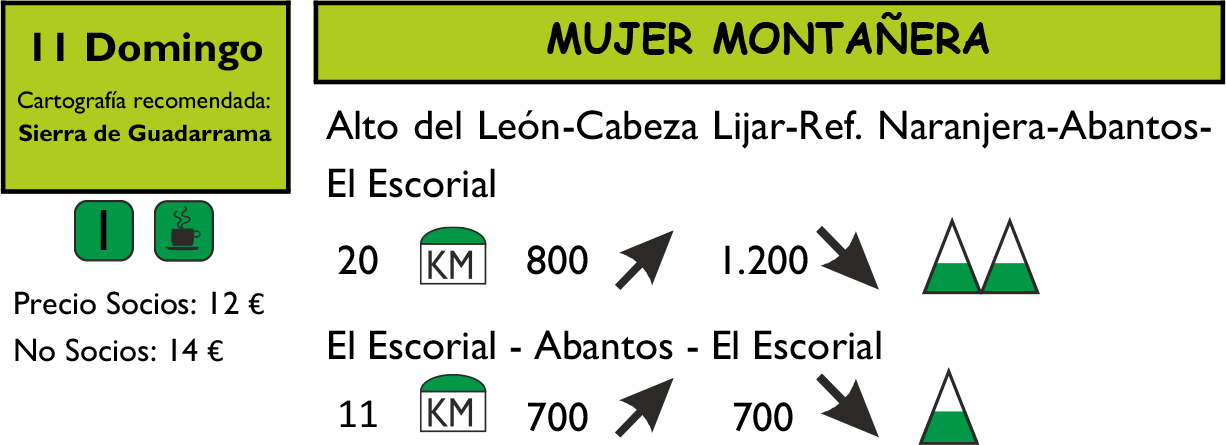 11 Domingo
Cartografía recomendada:
Sierra de Guadarrama
I
Precio Socios: 12 €
No Socios: 14 €
MUJER MONTAÑERA
Alto del León-Cabeza Lijar-Ref. Naranjera-Abantos-
El Escorial
20 KM 800 1.200
El Escorial - Abantos - El Escorial
11 KM 700 700